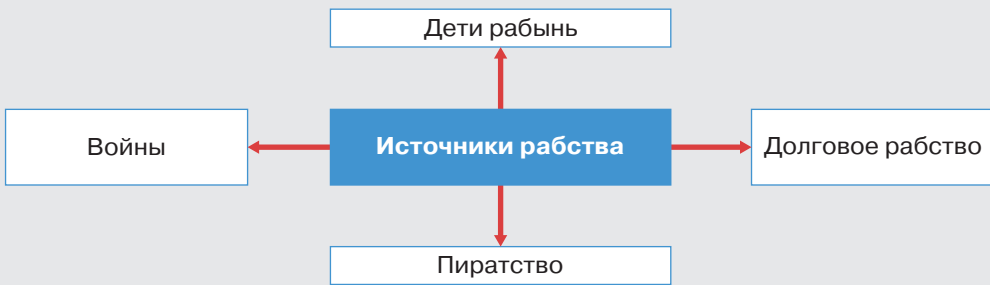 Дети рабынь
Войны
Источники рабства
Долговое рабство
Пиратство